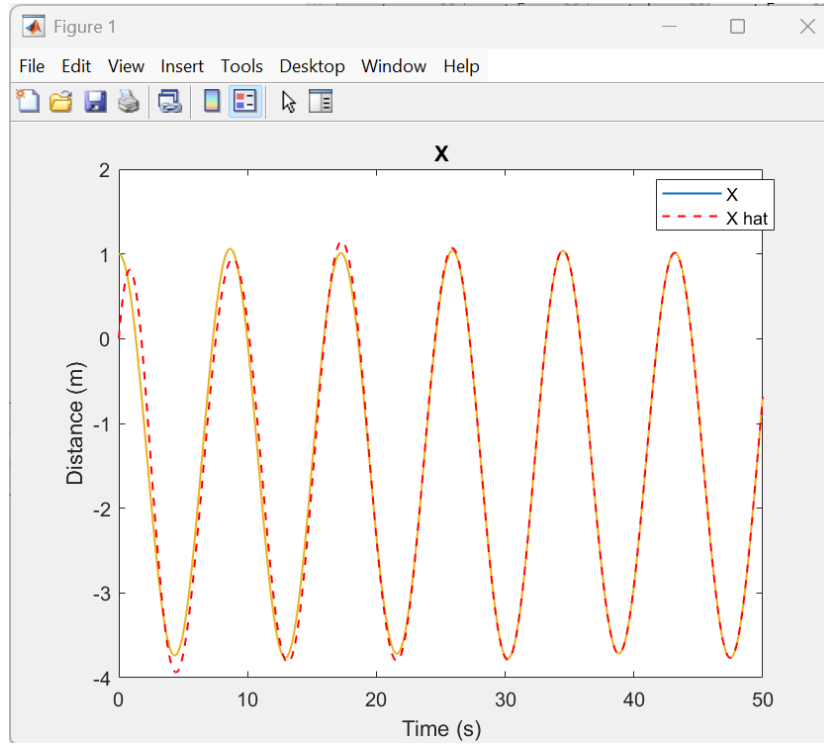 Figure 1
File Edit View Insert Tools Desktop Window Help
X
2
X
X hat
1
0
-1
-2
-3
-4
Distance (m)
0 10 20 30 40 50
Time (s)